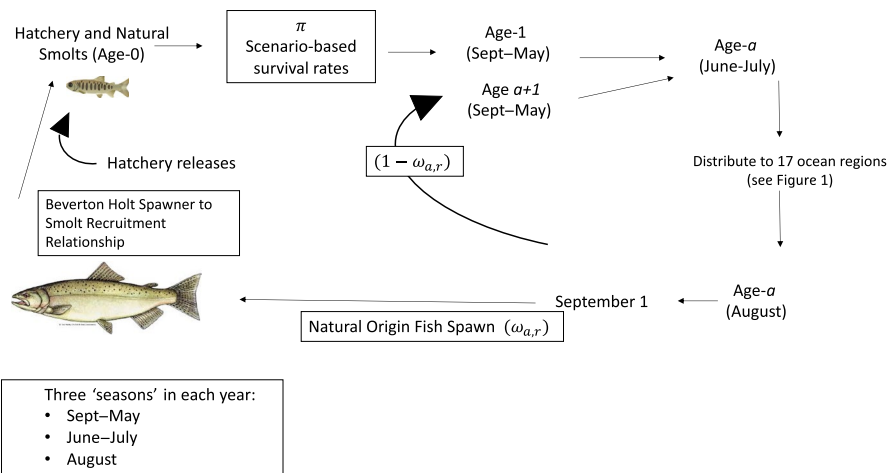 Hatchery and Natural
Smolts (Age-0)
π
Scenario-based
survival rates
Age-1
(Sept–May)
Age a+1
(Sept–May)
Age-a
(June-July)
Distribute to 17 ocean regions
(see Figure 1)
Age-a
(August)
September 1
(1 − ω_{a,r})
Natural Origin Fish Spawn (ω_{a,r})
Hatchery releases
Beverton Holt Spawner to
Smolt Recruitment
Relationship
Three ‘seasons’ in each year:
• Sept–May
• June–July
• August